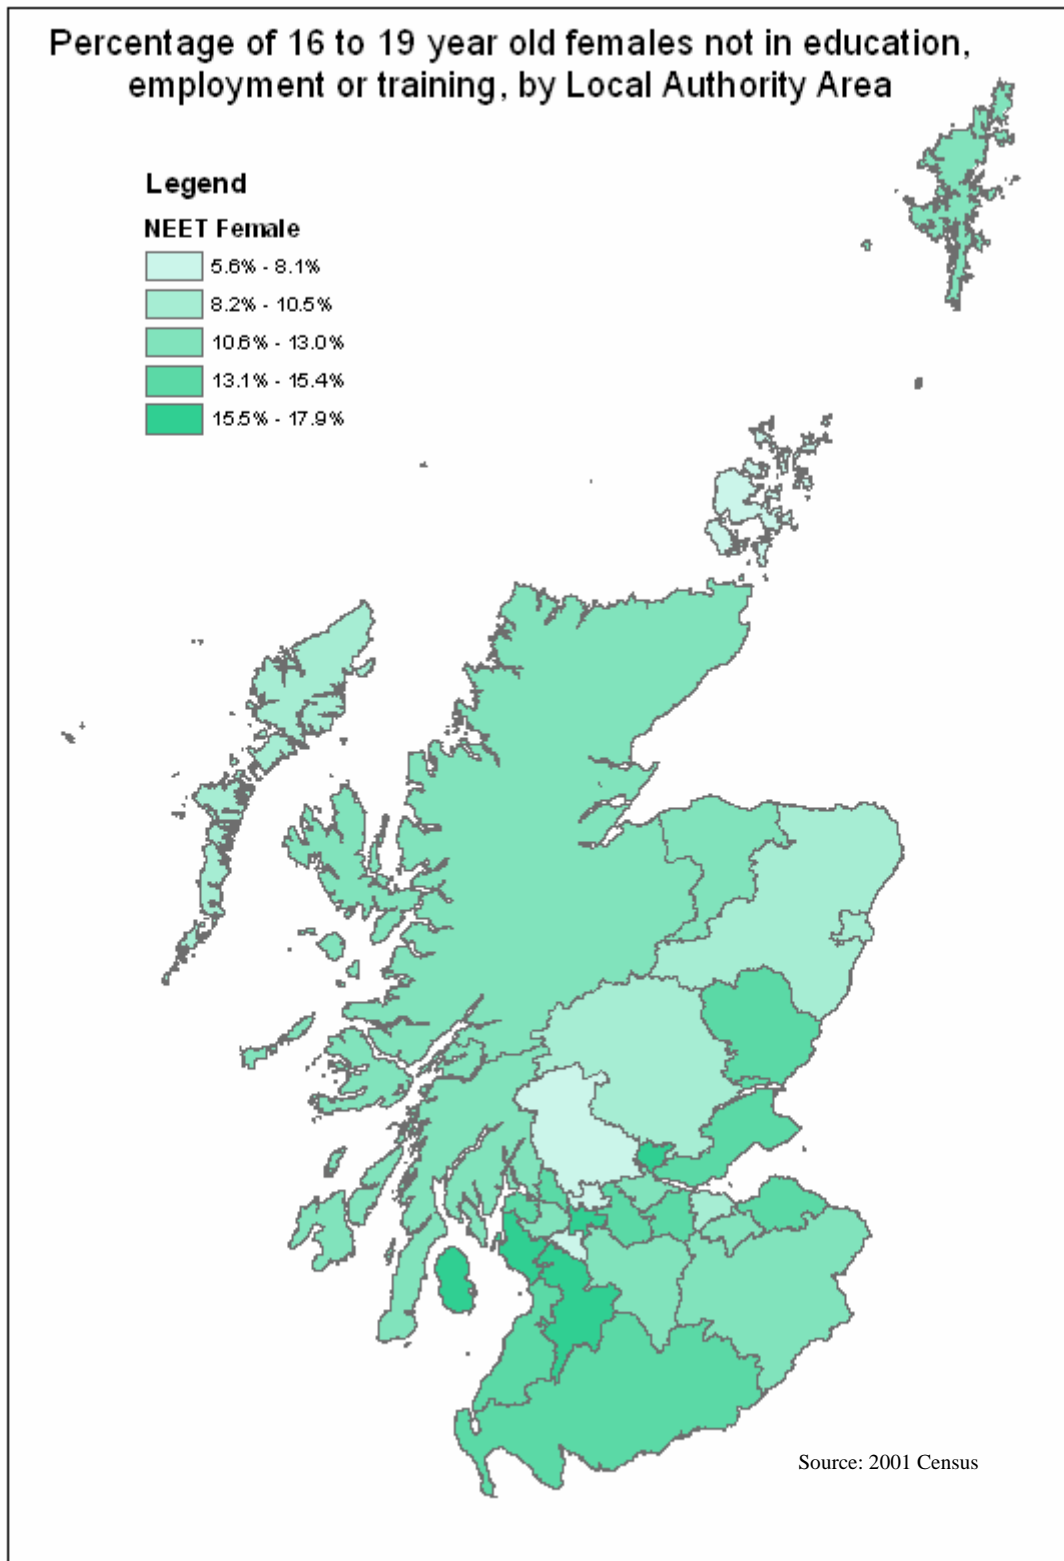 Percentage of 16 to 19 year old females not in education,
employment or training, by Local Authority Area
Legend
NEET Female
5.6% - 8.1%
8.2% - 10.5%
10.6% - 13.0%
13.1% - 15.4%
15.5% - 17.9%
Source: 2001 Census